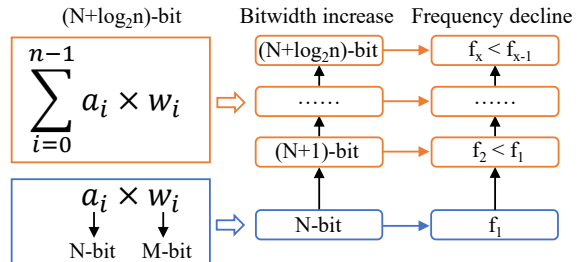 (N+log₂n)-bit
Bitwidth increase
Frequency decline
n−1
∑ aᵢ × wᵢ
i=0
(N+log₂n)-bit
fₓ < fₓ₋₁
......
......
(N+1)-bit
f₂ < f₁
aᵢ × wᵢ
N-bit
M-bit
N-bit
f₁